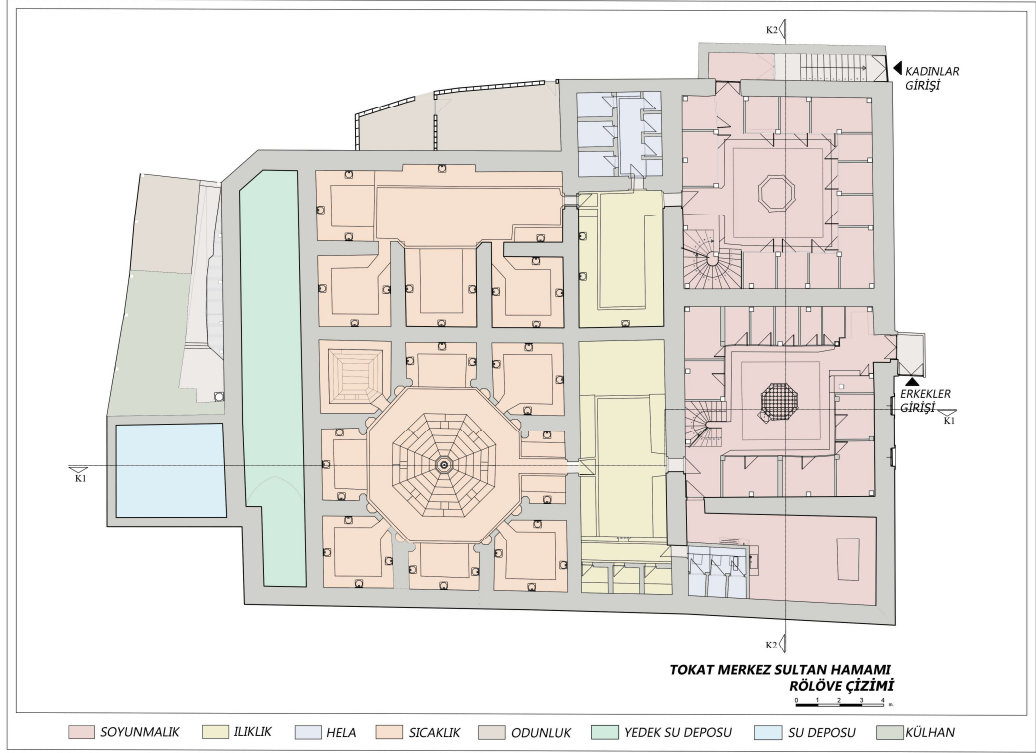 K2
KADINLAR
GİRİŞİ
ERKEKLER
GİRİŞİ
K1
K1
K2
TOKAT MERKEZ SULTAN HAMAMI
RÖLÖVE ÇİZİMİ
0 1 2 3 4 m.
SOYUNMALIK ILIKLIK HELA SICAKLIK ODUNLUK YEDEK SU DEPOSU SU DEPOSU KÜLHAN